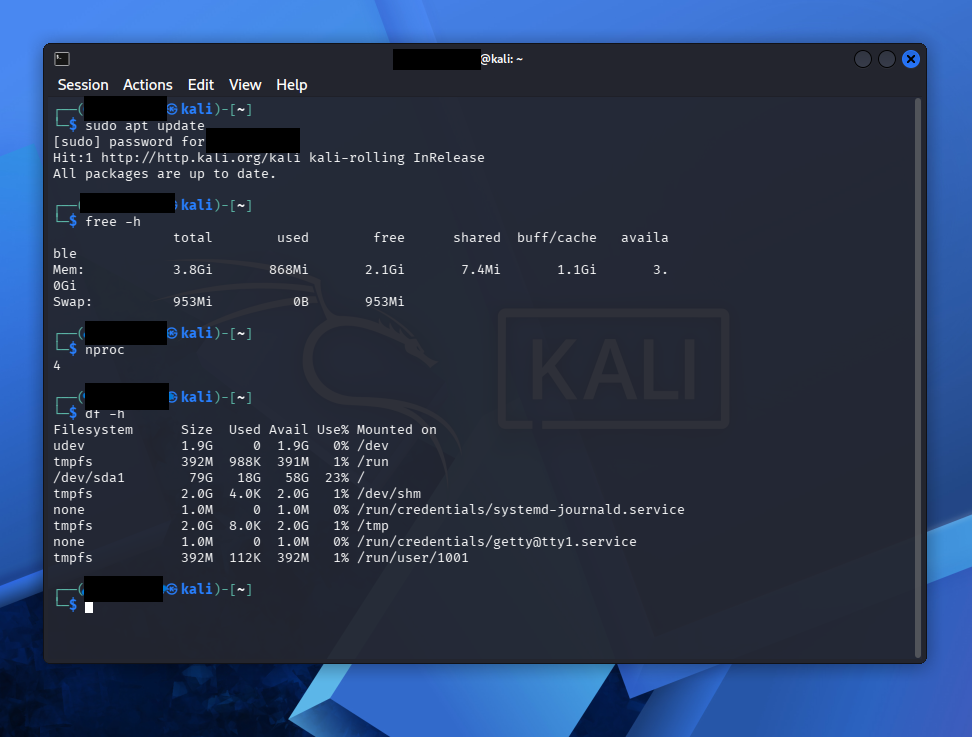 @kali: ~
Session Actions Edit View Help
┌──(㉿kali)-[~]
└─$ sudo apt update
[sudo] password for
Hit:1 http://http.kali.org/kali kali-rolling InRelease
All packages are up to date.
┌──(kali)-[~]
└─$ free -h
total used free shared buff/cache availa
ble
Mem: 3.8Gi 868Mi 2.1Gi 7.4Mi 1.1Gi 3.
0Gi
Swap: 953Mi 0B 953Mi
┌──(㉿kali)-[~]
└─$ nproc
4
┌──(㉿kali)-[~]
└─$ df -h
Filesystem Size Used Avail Use% Mounted on
udev 1.9G 0 1.9G 0% /dev
tmpfs 392M 988K 391M 1% /run
/dev/sda1 79G 18G 58G 23% /
tmpfs 2.0G 4.0K 2.0G 1% /dev/shm
none 1.0M 0 1.0M 0% /run/credentials/systemd-journald.service
tmpfs 2.0G 8.0K 2.0G 1% /tmp
none 1.0M 0 1.0M 0% /run/credentials/getty@tty1.service
tmpfs 392M 112K 392M 1% /run/user/1001
┌──(㉿kali)-[~]
└─$
KALI